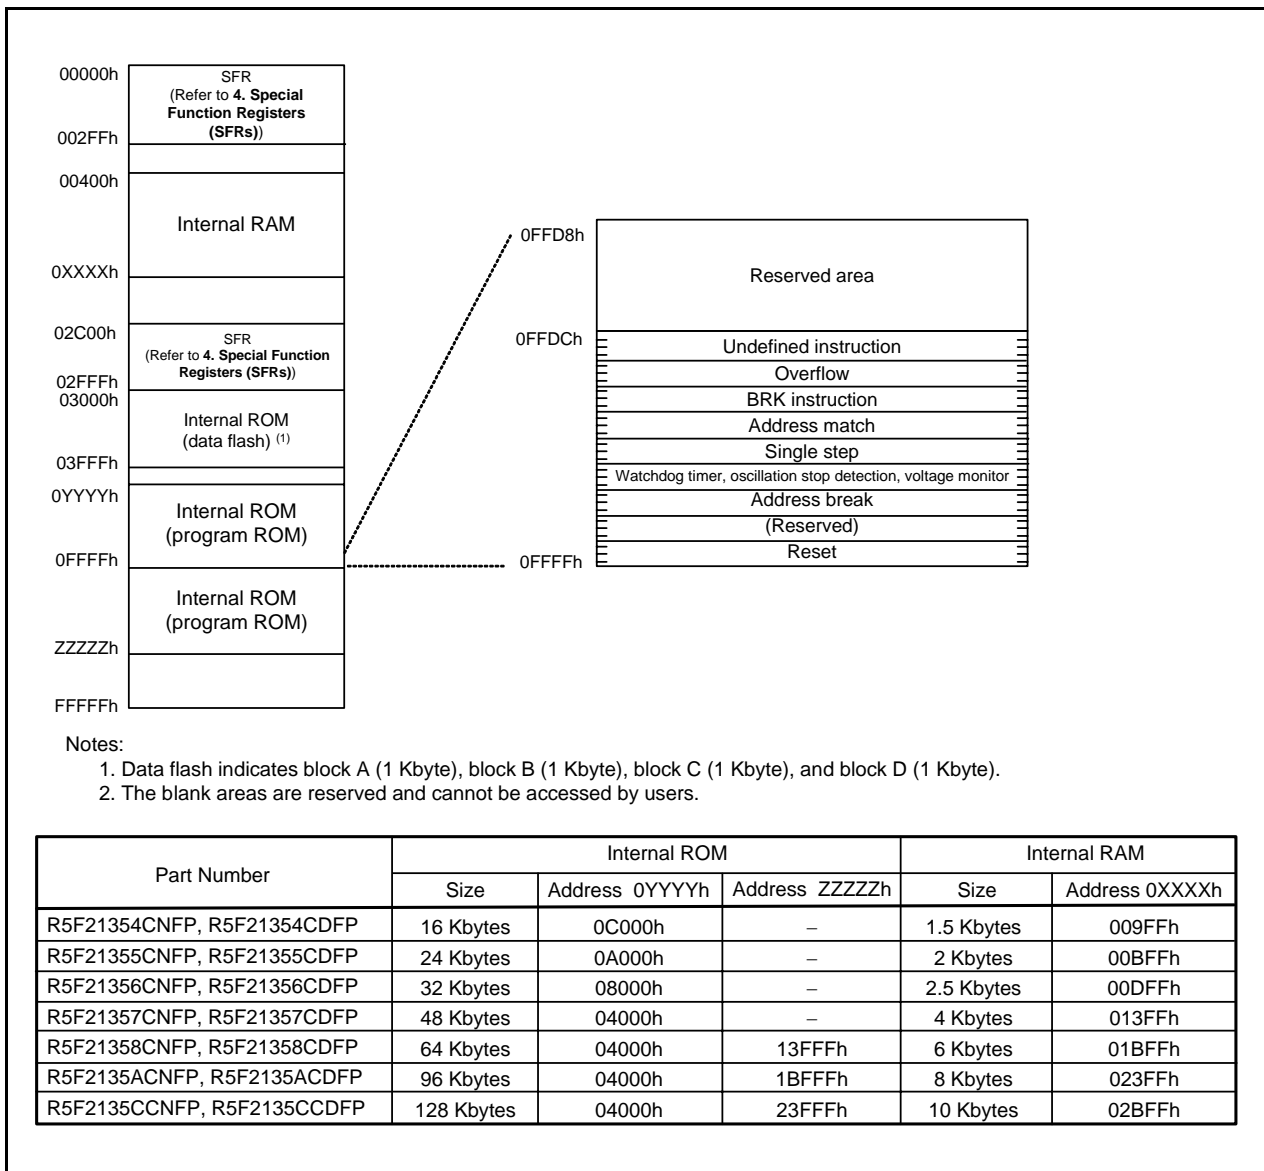 00000h
SFR
(Refer to 4. Special
Function Registers
(SFRs))
002FFh
00400h
Internal RAM
0XXXXh
02C00h
SFR
(Refer to 4. Special Function
Registers (SFRs))
02FFFh
03000h
Internal ROM
(data flash) (1)
03FFFh
0YYYYh
Internal ROM
(program ROM)
0FFFFh
Internal ROM
(program ROM)
ZZZZZh
FFFFFh
0FFD8h
Reserved area
0FFDCh
Undefined instruction
Overflow
BRK instruction
Address match
Single step
Watchdog timer, oscillation stop detection, voltage monitor
Address break
(Reserved)
Reset
0FFFFh
Notes:
1. Data flash indicates block A (1 Kbyte), block B (1 Kbyte), block C (1 Kbyte), and block D (1 Kbyte).
2. The blank areas are reserved and cannot be accessed by users.
Part Number Internal ROM Internal RAM
Size Address 0YYYYh Address ZZZZZh Size Address 0XXXXh
R5F21354CNFP, R5F21354CDFP 16 Kbytes 0C000h – 1.5 Kbytes 009FFh
R5F21355CNFP, R5F21355CDFP 24 Kbytes 0A000h – 2 Kbytes 00BFFh
R5F21356CNFP, R5F21356CDFP 32 Kbytes 08000h – 2.5 Kbytes 00DFFh
R5F21357CNFP, R5F21357CDFP 48 Kbytes 04000h – 4 Kbytes 013FFh
R5F21358CNFP, R5F21358CDFP 64 Kbytes 04000h 13FFFh 6 Kbytes 01BFFh
R5F2135ACNFP, R5F2135ACDFP 96 Kbytes 04000h 1BFFFh 8 Kbytes 023FFh
R5F2135CCNFP, R5F2135CCDFP 128 Kbytes 04000h 23FFFh 10 Kbytes 02BFFh